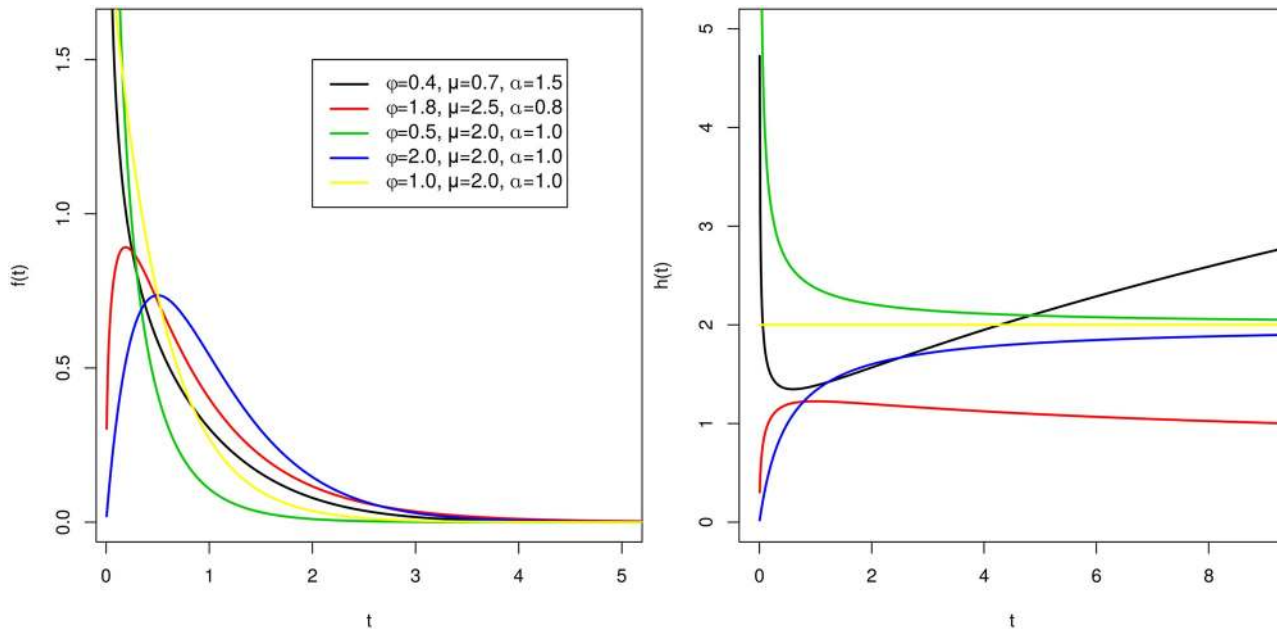 f(t)
0.0
0.5
1.0
1.5
φ=0.4, μ=0.7, α=1.5
φ=1.8, μ=2.5, α=0.8
φ=0.5, μ=2.0, α=1.0
φ=2.0, μ=2.0, α=1.0
φ=1.0, μ=2.0, α=1.0
0 1 2 3 4 5
t
h(t)
0
1
2
3
4
5
0 2 4 6 8
t